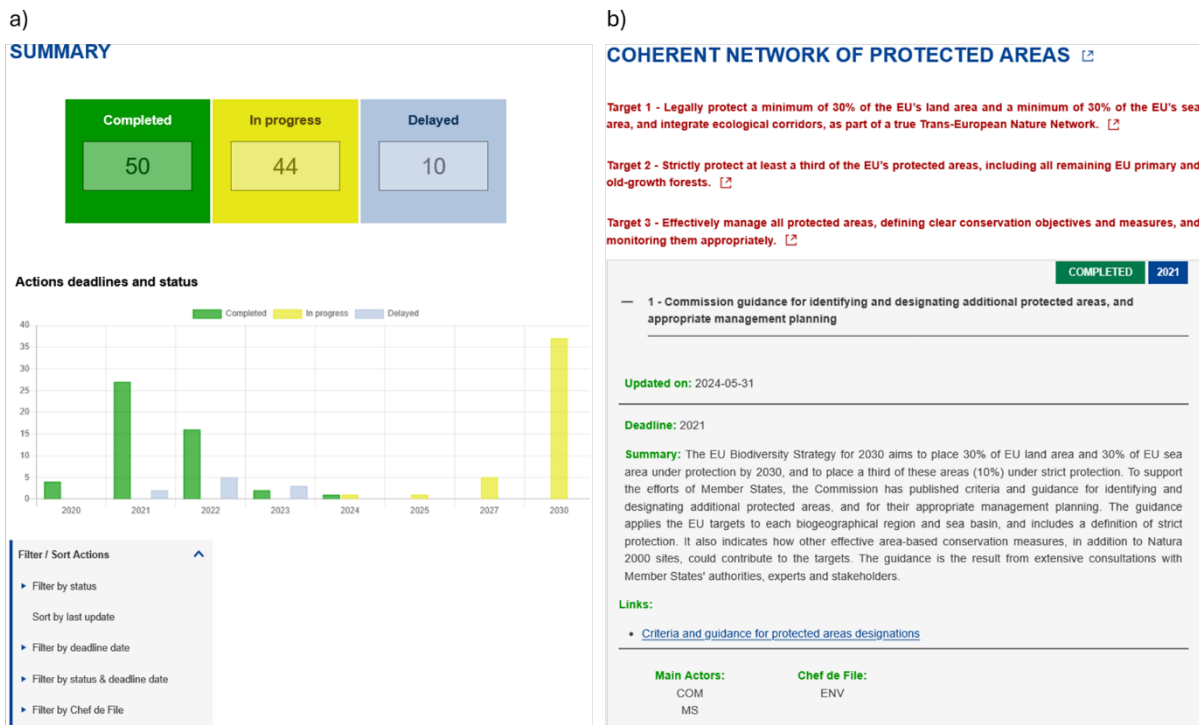 a)
SUMMARY
Completed
50
In progress
44
Delayed
10
Actions deadlines and status
Completed In progress Delayed
40
35
30
25
20
15
10
5
0
2020 2021 2022 2023 2024 2025 2027 2030
Filter / Sort Actions
Filter by status
Sort by last update
Filter by deadline date
Filter by status & deadline date
Filter by Chef de File
b)
COHERENT NETWORK OF PROTECTED AREAS
Target 1 - Legally protect a minimum of 30% of the EU's land area and a minimum of 30% of the EU's sea
area, and integrate ecological corridors, as part of a true Trans-European Nature Network.
Target 2 - Strictly protect at least a third of the EU's protected areas, including all remaining EU primary and
old-growth forests.
Target 3 - Effectively manage all protected areas, defining clear conservation objectives and measures, and
monitoring them appropriately.
COMPLETED 2021
1 - Commission guidance for identifying and designating additional protected areas, and
appropriate management planning
Updated on: 2024-05-31
Deadline: 2021
Summary: The EU Biodiversity Strategy for 2030 aims to place 30% of EU land area and 30% of EU sea
area under protection by 2030, and to place a third of these areas (10%) under strict protection. To support
the efforts of Member States, the Commission has published criteria and guidance for identifying and
designating additional protected areas, and for their appropriate management planning. The guidance
applies the EU targets to each biogeographical region and sea basin, and includes a definition of strict
protection. It also indicates how other effective area-based conservation measures, in addition to Natura
2000 sites, could contribute to the targets. The guidance is the result from extensive consultations with
Member States' authorities, experts and stakeholders.
Links:
• Criteria and guidance for protected areas designations
Main Actors: Chef de File:
COM ENV
MS